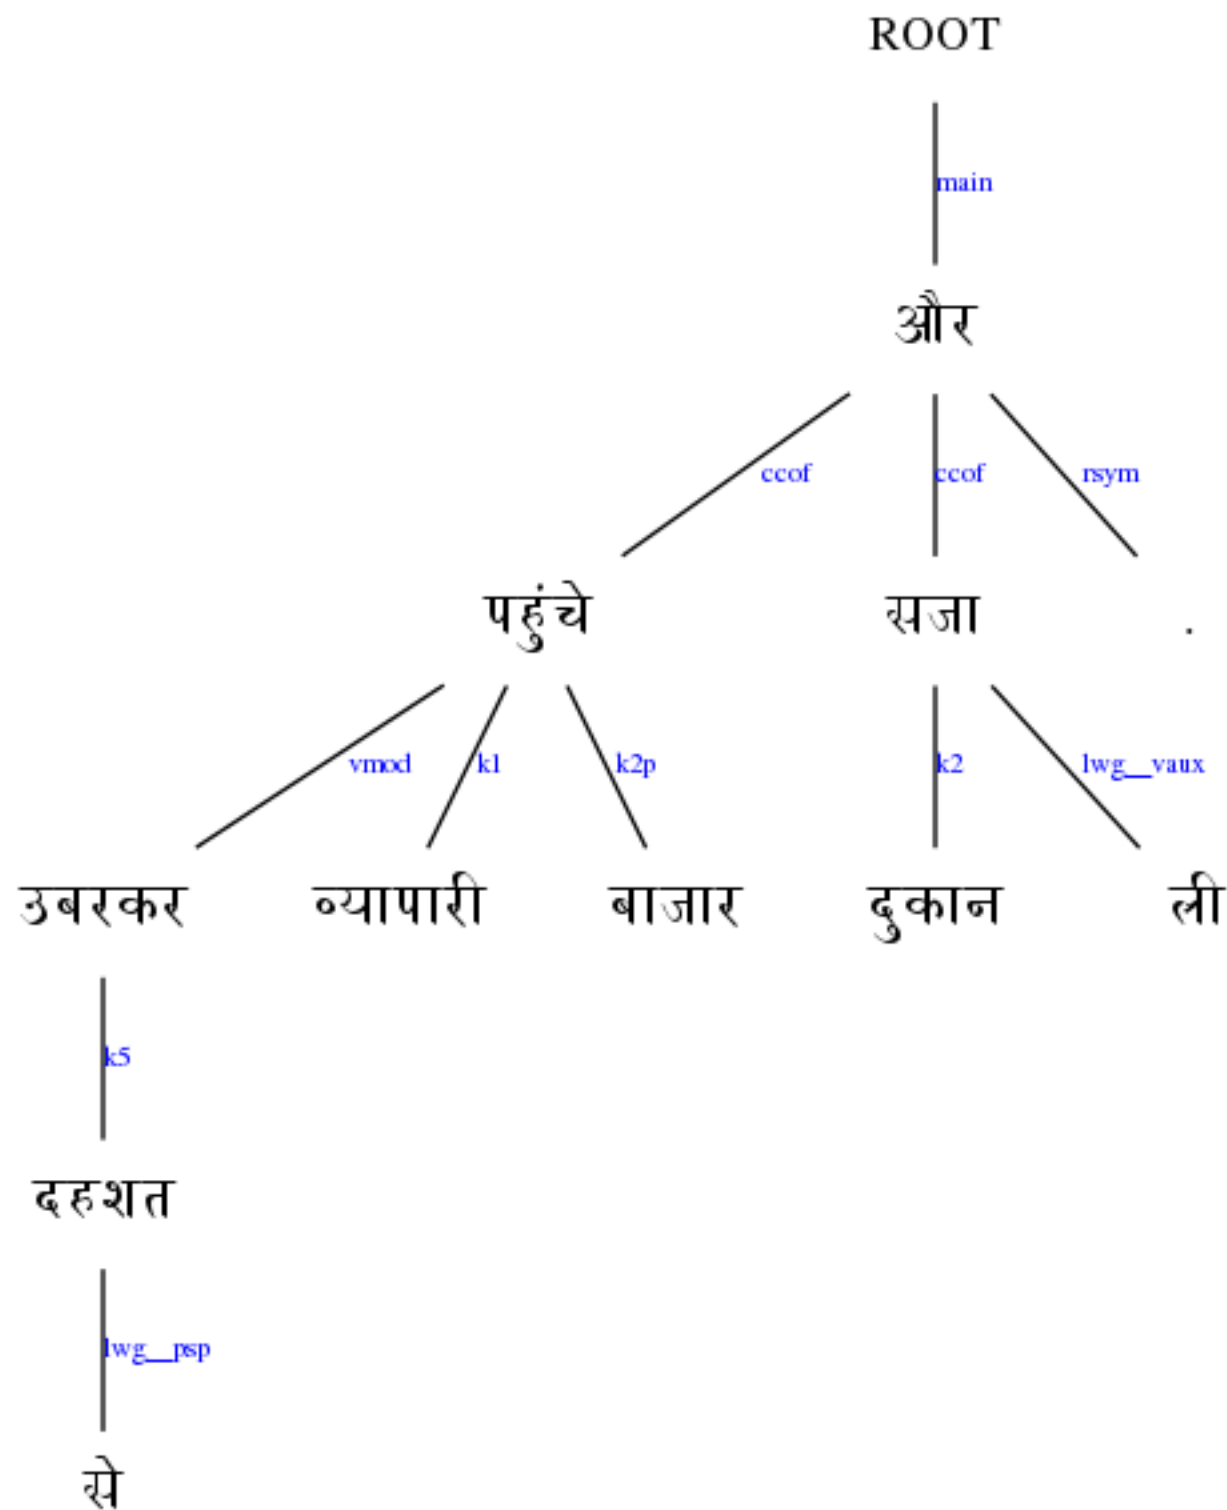 ROOT
main
और
ccof ccof rsym
पहुंचे सजा .
vmod k1 k2p k2 lwg__vaux
उबरकर व्यापारी बाजार दुकान ली
k5
दहशत
lwg__psp
से